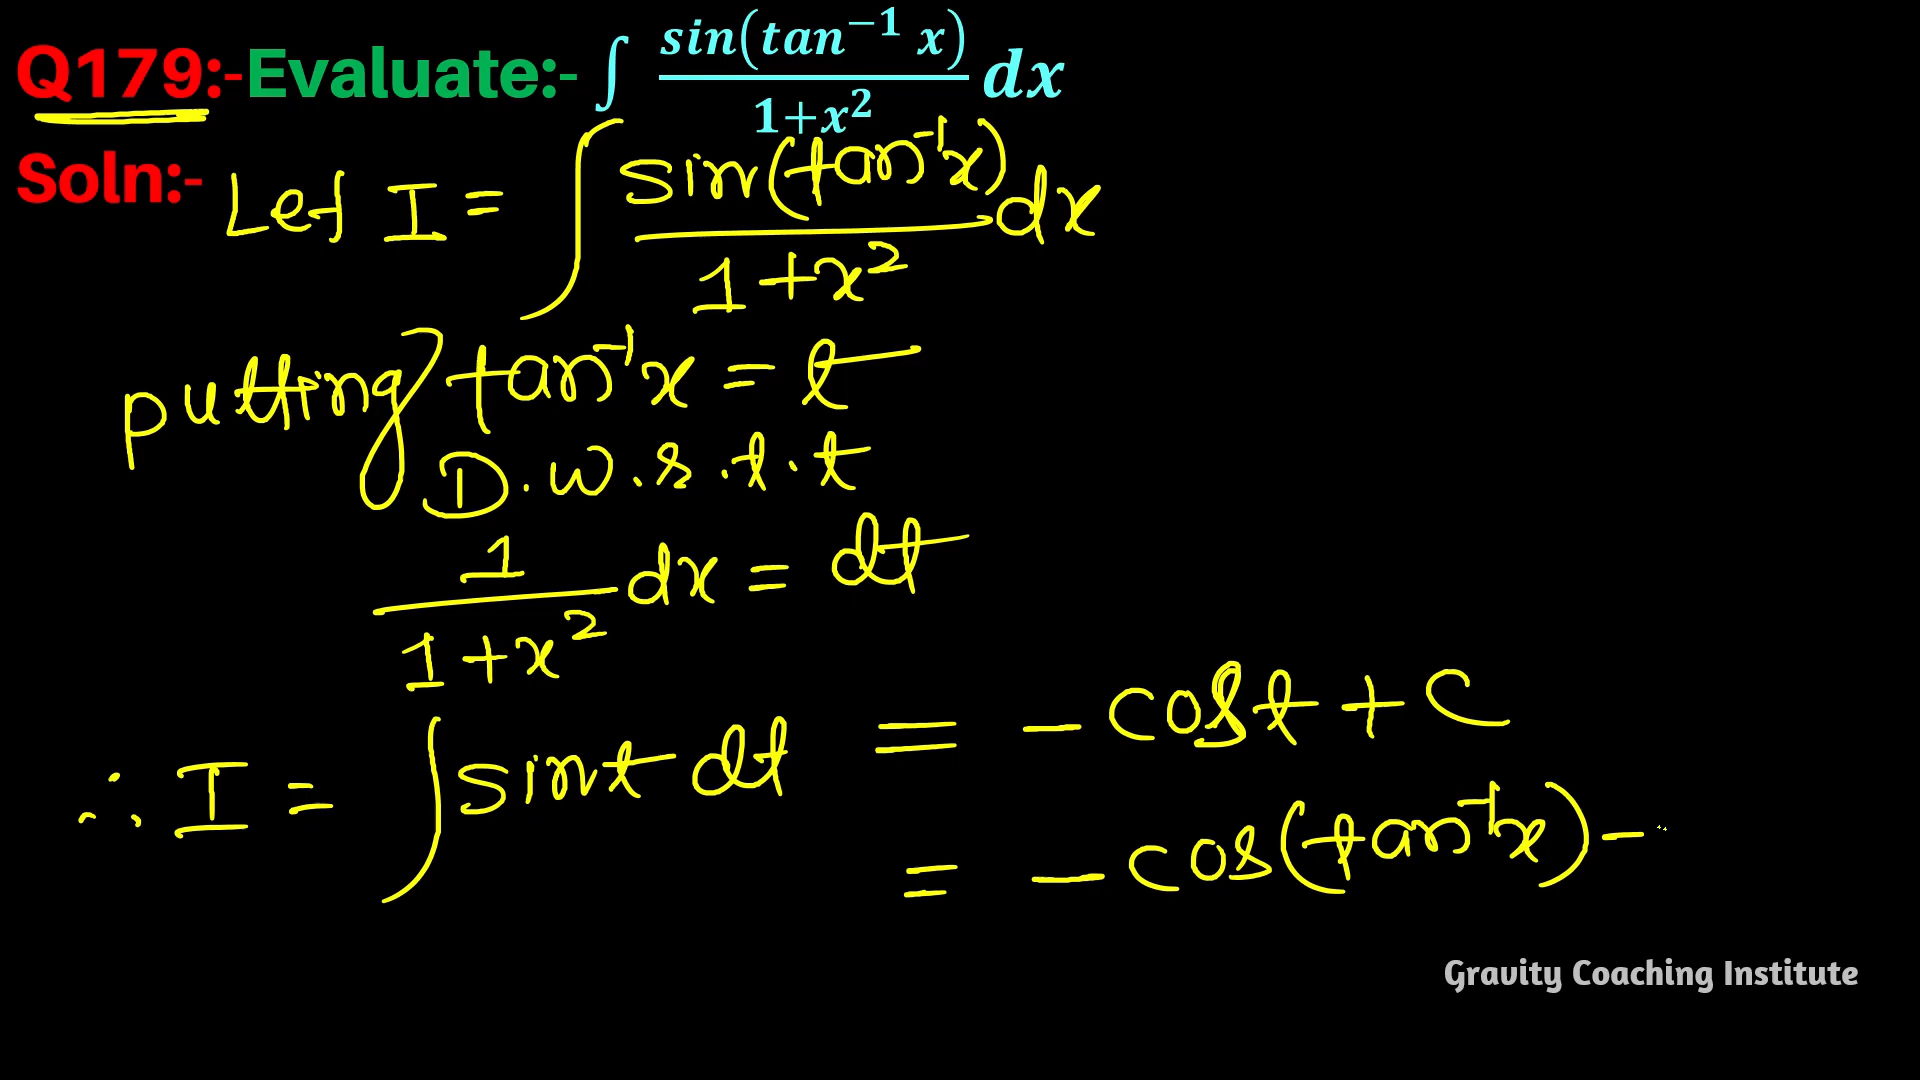 Q179:-Evaluate:- ∫ sin(tan⁻¹ x)/1+x² dx
Soln:- Let I = ∫ sin(tan⁻¹x)/1+x² dx
putting tan⁻¹x = t
D.w.r.t.t
1/1+x² dx = dt
∴ I = ∫ sint dt = - cost + C
= - cos(tan⁻¹x) -
Gravity Coaching Institute